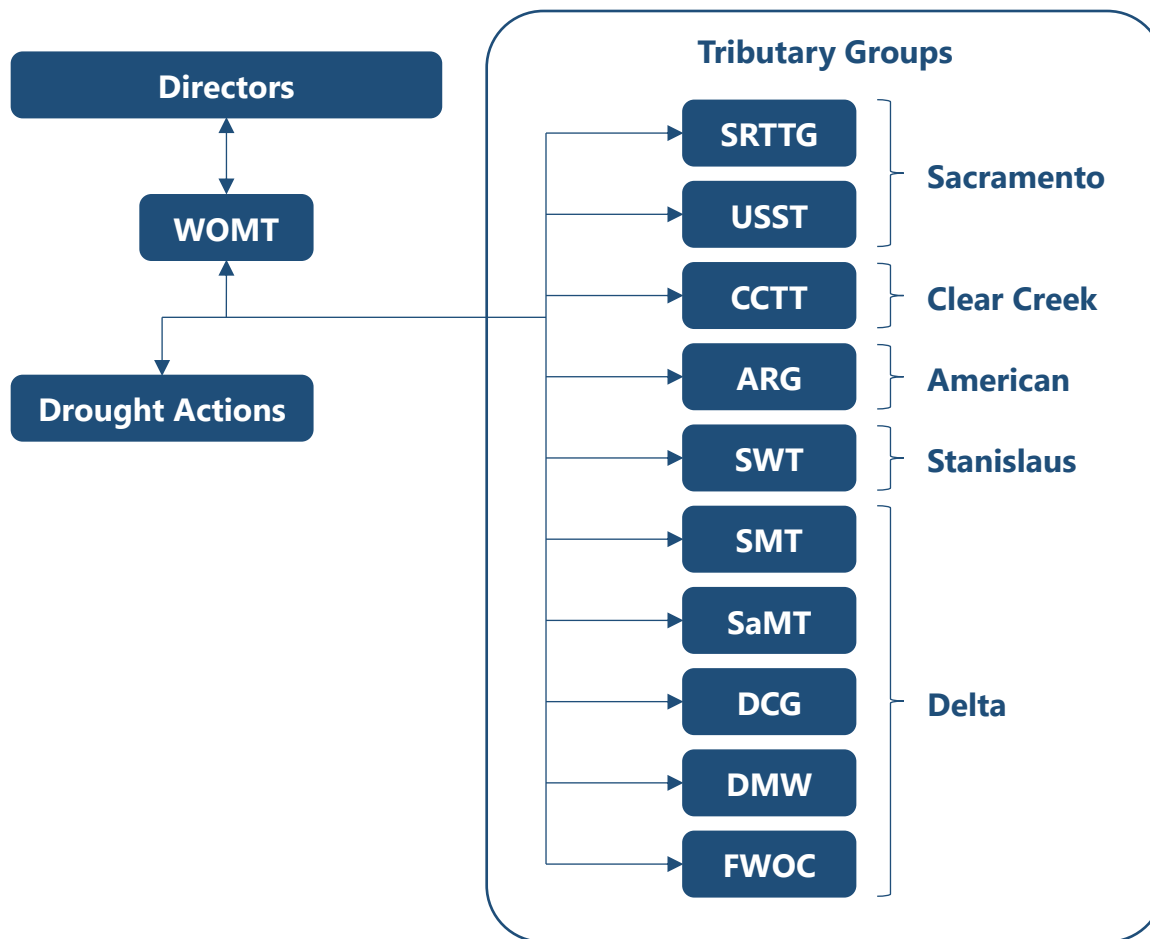 Tributary Groups
Directors
WOMT
Drought Actions
SRTTG
USST
Sacramento
CCTT
Clear Creek
ARG
American
SWT
Stanislaus
SMT
SaMT
DCG
Delta
DMW
FWOC